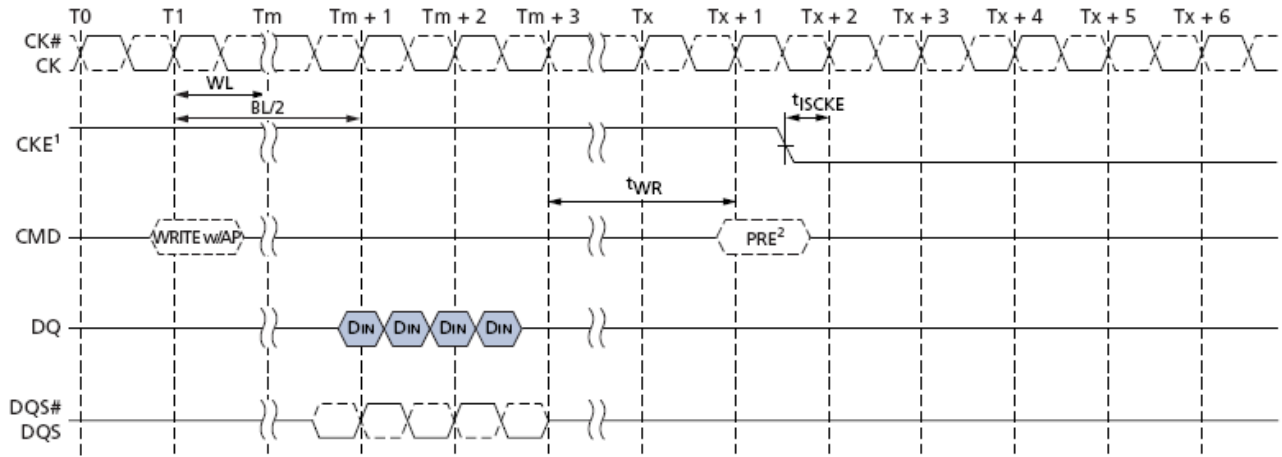 T0 T1 Tm Tm + 1 Tm + 2 Tm + 3 Tx Tx + 1 Tx + 2 Tx + 3 Tx + 4 Tx + 5 Tx + 6
CK#
CK
WL
BL/2
tISCKE
CKE1
tWR
CMD WRITE w/AP PRE2
DQ DIN DIN DIN DIN
DQS#
DQS